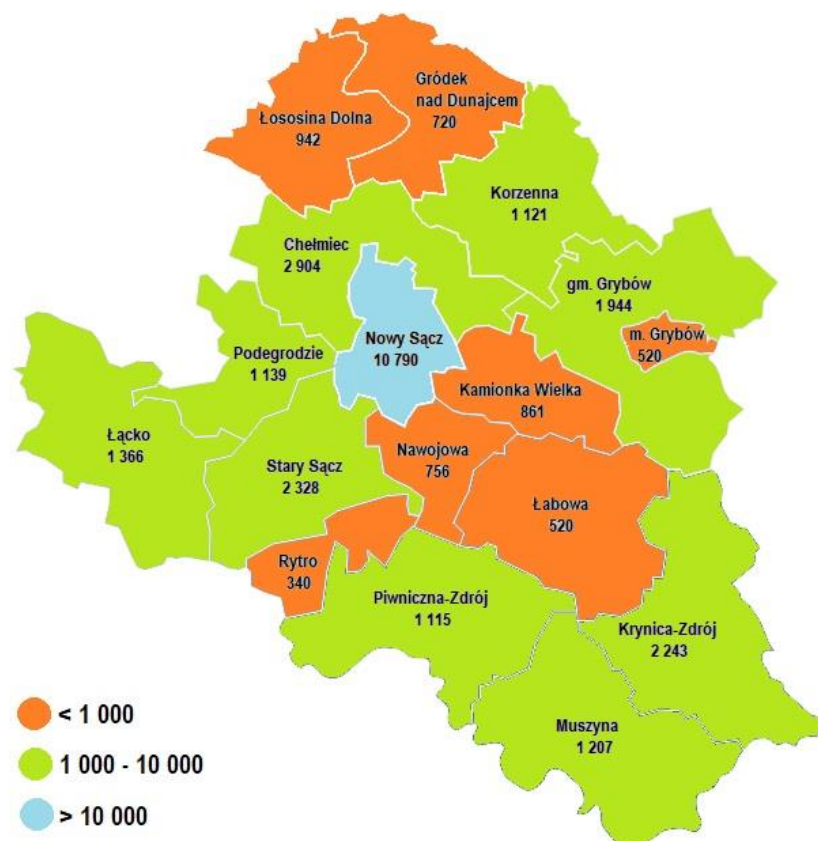 Gródek
nad Dunajcem
720
Łososina Dolna
942
Korzenna
1 121
Chełmiec
2 904
gm. Grybów
1 944
m. Grybów
520
Nowy Sącz
10 790
Podegrodzie
1 139
Kamionka Wielka
861
Łącko
1 366
Nawojowa
756
Stary Sącz
2 328
Łabowa
520
Rytro
340
Piwniczna-Zdrój
1 115
Krynica-Zdrój
2 243
Muszyna
1 207
< 1 000
1 000 - 10 000
> 10 000